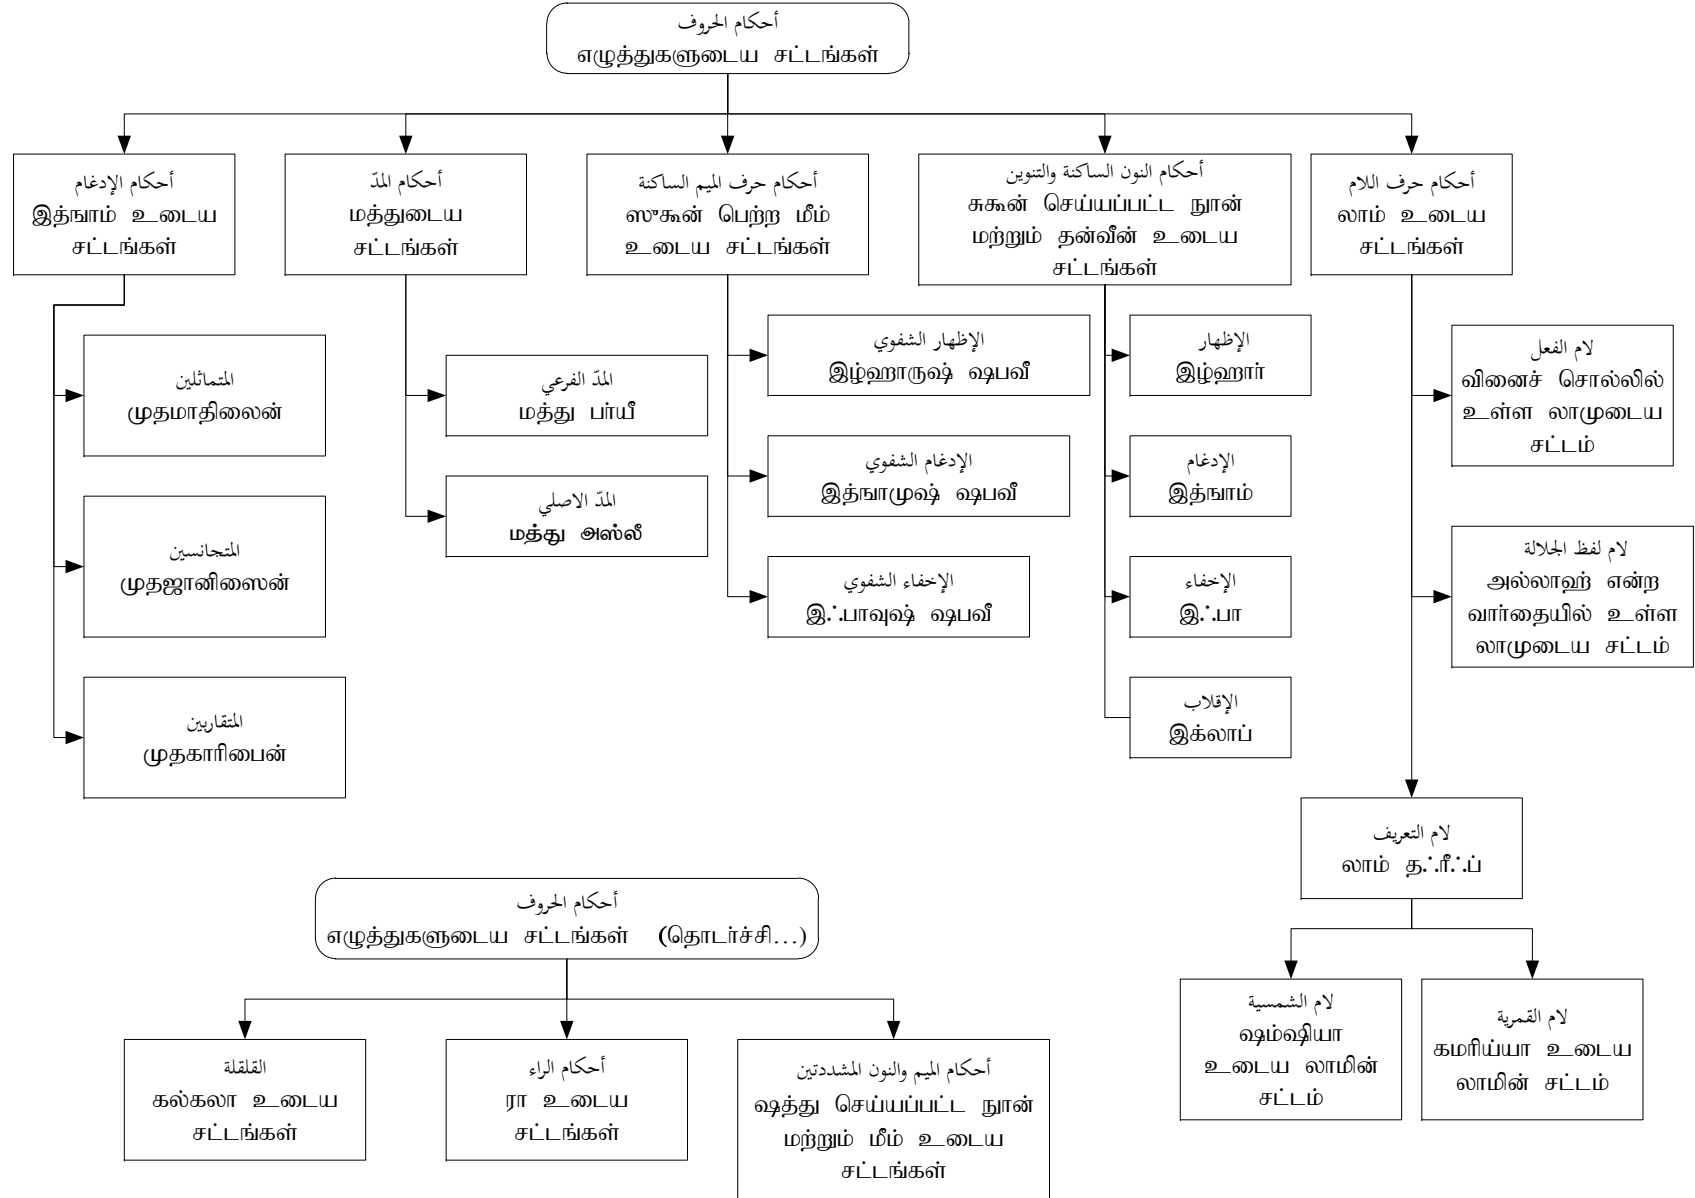 أحكام الحروف
எழுத்துகளுடைய சட்டங்கள்
أحكام الإدغام
இத்ஙாம் உடைய
சட்டங்கள்
أحكام المدّ
மத்துடைய
சட்டங்கள்
أحكام حرف الميم الساكنة
ஸுகூன் பெற்ற மீம்
உடைய சட்டங்கள்
أحكام النون الساكنة والتنوين
சுகூன் செய்யப்பட்ட நூன்
மற்றும் தன்வீன் உடைய
சட்டங்கள்
أحكام حرف اللام
லாம் உடைய
சட்டங்கள்
المتماثلين
முதமாதிலைன்
المتجانسين
முதஜானிஸைன்
المتقاربين
முதகாரிபைன்
المدّ الفرعي
மத்து பர்யீ
المدّ الاصلي
மத்து அஸ்லீ
الإظهار الشفوي
இழ்ஹாருஷ் ஷபவீ
الإدغام الشفوي
இத்ஙாமுஷ் ஷபவீ
الإخفاء الشفوي
இஃபாவுஷ் ஷபவீ
الإظهار
இழ்ஹார்
الإدغام
இத்ஙாம்
الإخفاء
இஃபா
الإقلاب
இக்லாப்
لام الفعل
வினைச் சொல்லில்
உள்ள லாமுடைய
சட்டம்
لام لفظ الجلالة
அல்லாஹ் என்ற
வார்தையில் உள்ள
லாமுடைய சட்டம்
لام التعريف
லாம் தஃரீஃப்
لام الشمسية
ஷம்ஷியா
உடைய லாமின்
சட்டம்
لام القمرية
கமரிய்யா உடைய
லாமின் சட்டம்
أحكام الحروف
எழுத்துகளுடைய சட்டங்கள் (தொடர்ச்சி...)
القلقلة
கல்கலா உடைய
சட்டங்கள்
أحكام الراء
ரா உடைய
சட்டங்கள்
أحكام الميم والنون المشددتين
ஷத்து செய்யப்பட்ட நூன்
மற்றும் மீம் உடைய
சட்டங்கள்